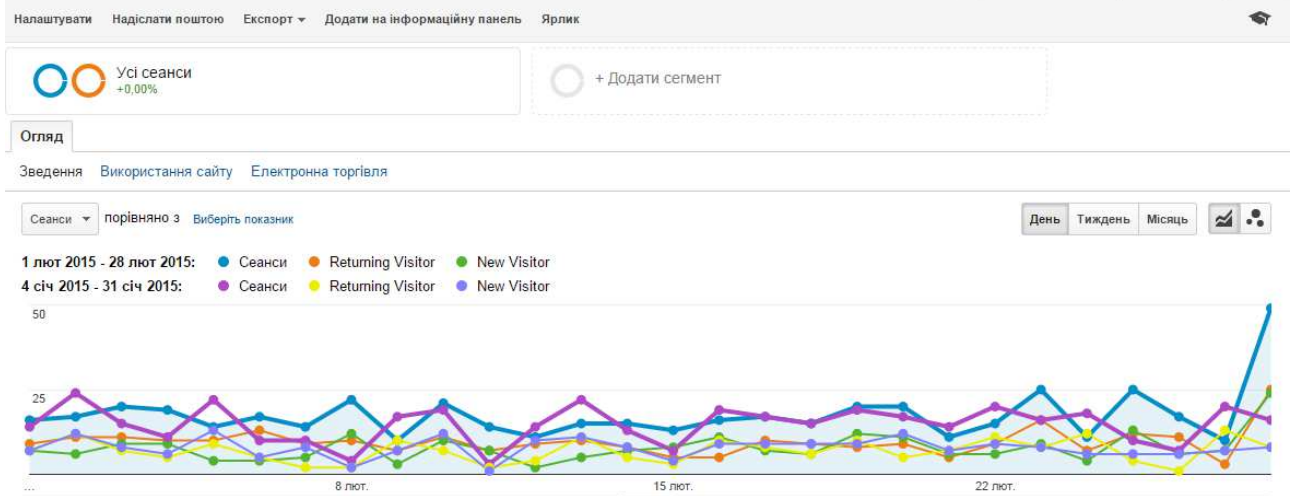 Налаштувати Надіслати поштою Експорт Додати на інформаційну панель Ярлик
Усі сеанси
+0,00%
+ Додати сегмент
Огляд
Зведення Використання сайту Електронна торгівля
Сеанси порівняно з Виберіть показник День Тиждень Місяць
1 лют 2015 - 28 лют 2015: Сеанси Returning Visitor New Visitor
4 січ 2015 - 31 січ 2015: Сеанси Returning Visitor New Visitor
50
25
... 8 лют. 15 лют. 22 лют.